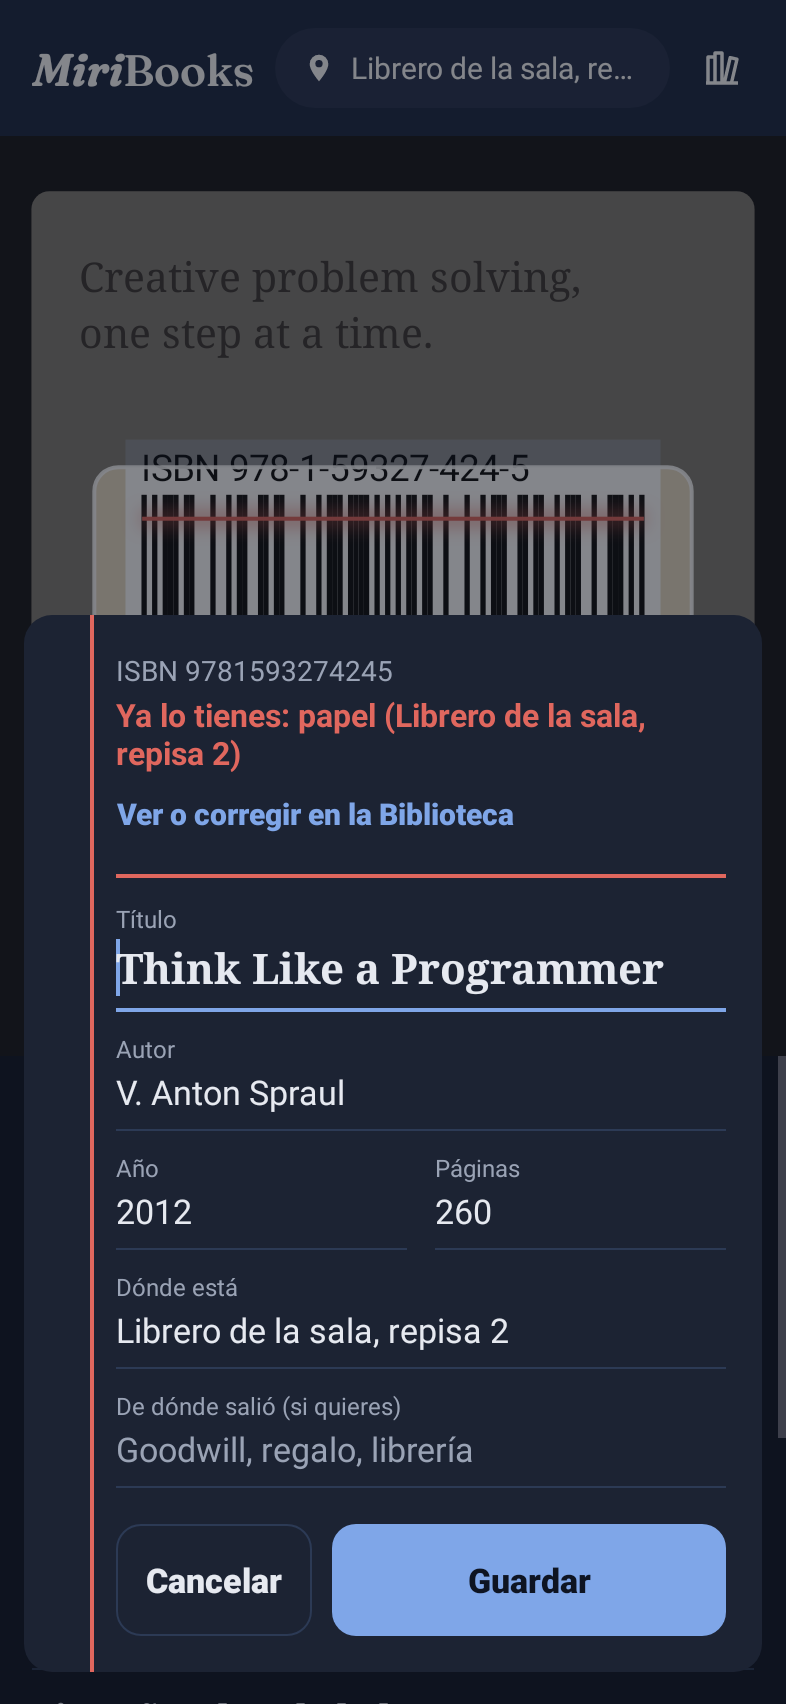 MiriBooks
Librero de la sala, re...
Creative problem solving,
one step at a time.
ISBN 978-1-59327-424-5
ISBN 9781593274245
Ya lo tienes: papel (Librero de la sala,
repisa 2)
Ver o corregir en la Biblioteca
Título
Think Like a Programmer
Autor
V. Anton Spraul
Año
Páginas
2012
260
Dónde está
Librero de la sala, repisa 2
De dónde salió (si quieres)
Goodwill, regalo, librería
Cancelar
Guardar